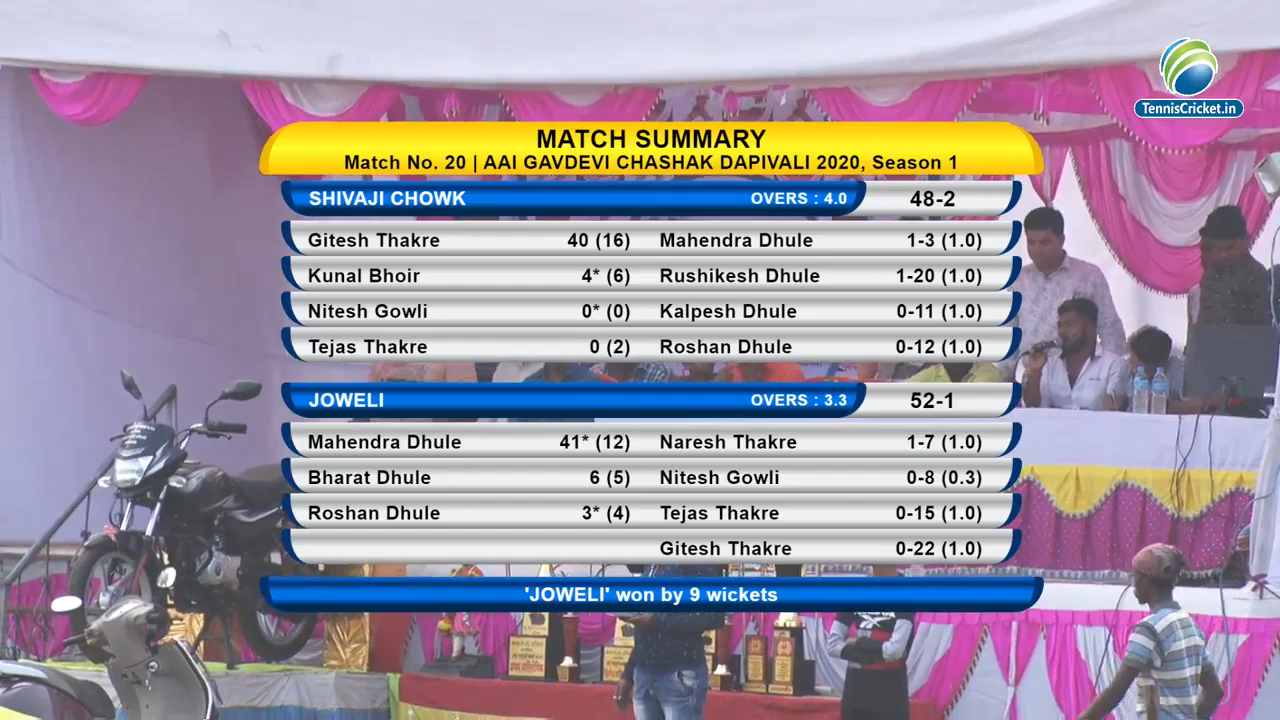 TennisCricket.in
MATCH SUMMARY
Match No. 20 | AAI GAVDEVI CHASHAK DAPIVALI 2020, Season 1
SHIVAJI CHOWK OVERS : 4.0 48-2
Gitesh Thakre 40 (16) Mahendra Dhule 1-3 (1.0)
Kunal Bhoir 4* (6) Rushikesh Dhule 1-20 (1.0)
Nitesh Gowli 0* (0) Kalpesh Dhule 0-11 (1.0)
Tejas Thakre 0 (2) Roshan Dhule 0-12 (1.0)
JOWELI OVERS : 3.3 52-1
Mahendra Dhule 41* (12) Naresh Thakre 1-7 (1.0)
Bharat Dhule 6 (5) Nitesh Gowli 0-8 (0.3)
Roshan Dhule 3* (4) Tejas Thakre 0-15 (1.0)
Gitesh Thakre 0-22 (1.0)
'JOWELI' won by 9 wickets